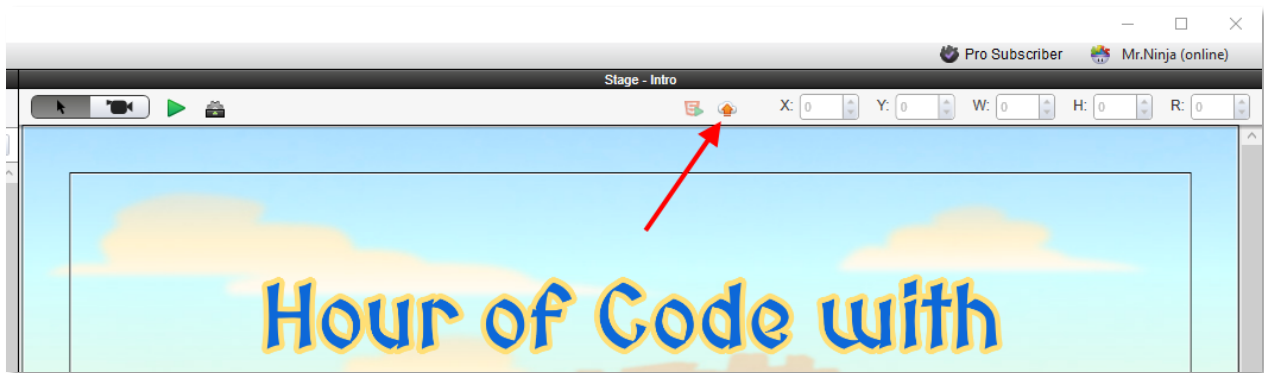 Pro Subscriber Mr.Ninja (online)
Stage - Intro
X: 0 Y: 0 W: 0 H: 0 R: 0
Hour of Code with